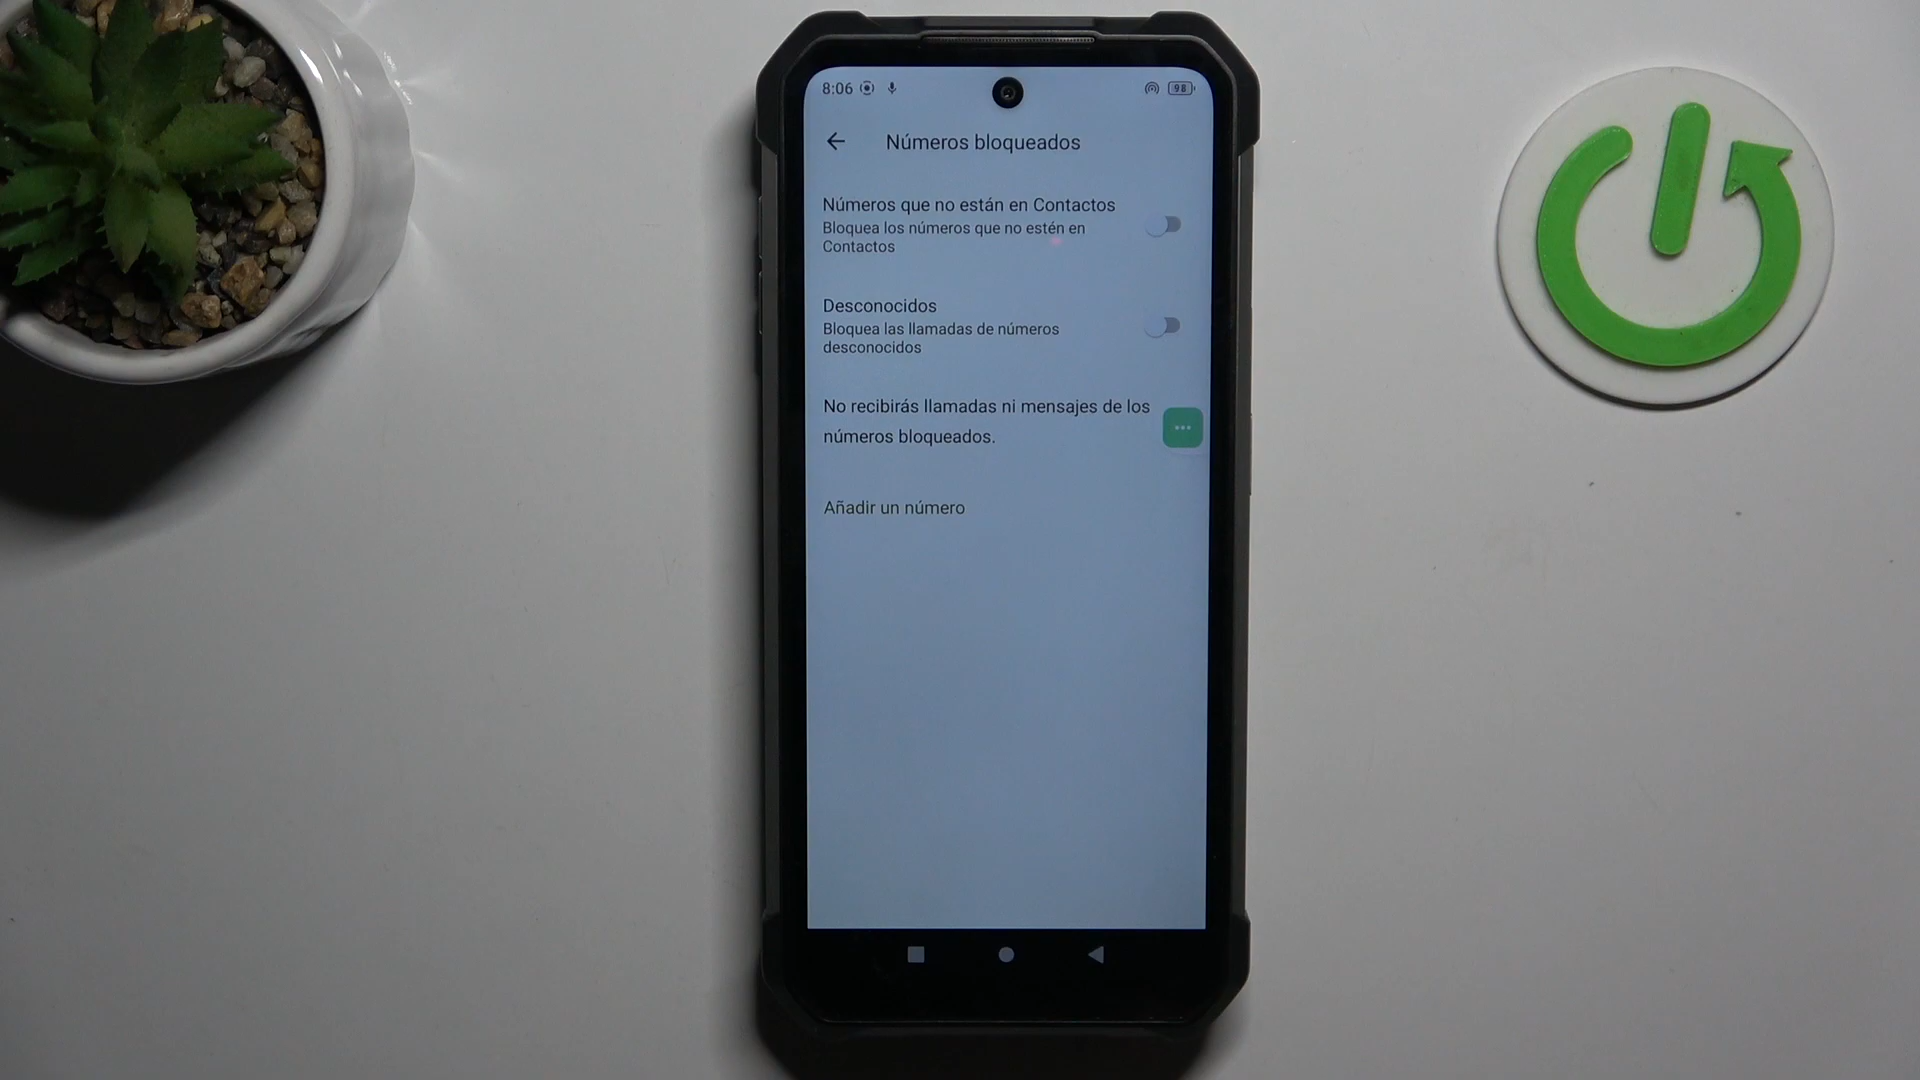 8:06 98
Números bloqueados
Números que no están en Contactos
Bloquea los números que no estén en
Contactos
Desconocidos
Bloquea las llamadas de números
desconocidos
No recibirás llamadas ni mensajes de los
números bloqueados.
Añadir un número